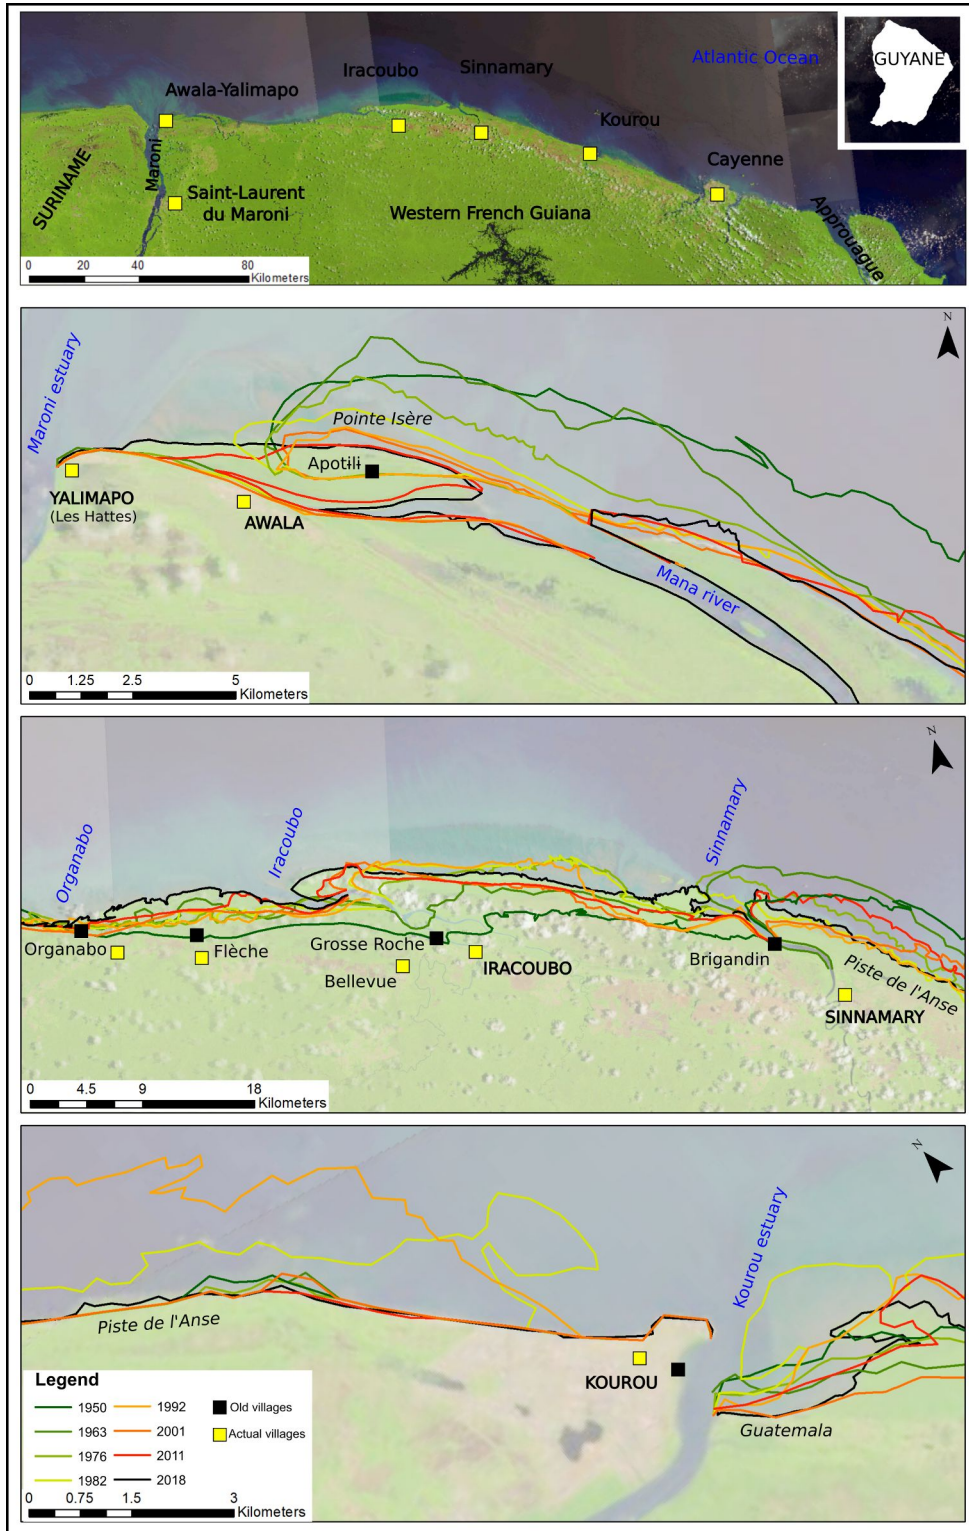 Atlantic Ocean
GUYANE
Iracoubo
Sinnamary
Awala-Yalimapo
Kourou
Cayenne
SURINAME
Maroni
Saint-Laurent
du Maroni
Western French Guiana
Approuague
0 20 40 80
Kilometers
N
Maroni estuary
Pointe Isère
Apotɨlɨ
YALIMAPO
(Les Hattes)
AWALA
Mana river
0 1.25 2.5 5
Kilometers
N
Organabo
Iracoubo
Sinnamary
Organabo
Flèche
Grosse Roche
Bellevue
IRACOUBO
Brigandin
Piste de l'Anse
SINNAMARY
0 4.5 9 18
Kilometers
N
Kourou estuary
Piste de l'Anse
KOUROU
Guatemala
Legend
1950 1992 Old villages
1963 2001 Actual villages
1976 2011
1982 2018
0 0.75 1.5 3
Kilometers